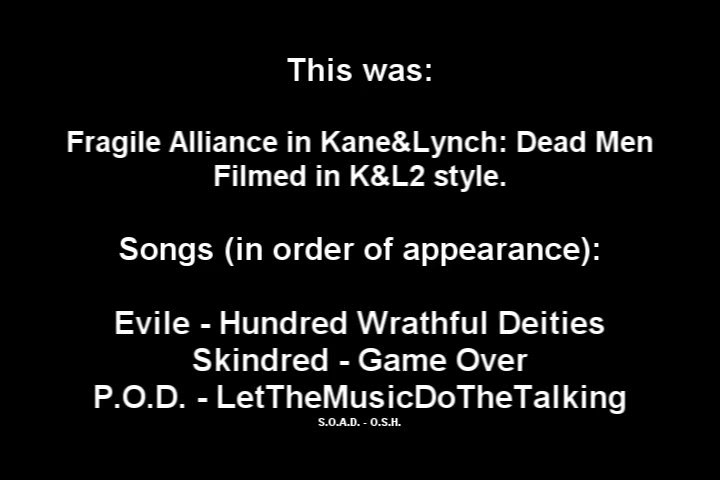 This was:
Fragile Alliance in Kane&Lynch: Dead Men
Filmed in K&L2 style.
Songs (in order of appearance):
Evile - Hundred Wrathful Deities
Skindred - Game Over
P.O.D. - LetTheMusicDoTheTalking
S.O.A.D. - O.S.H.